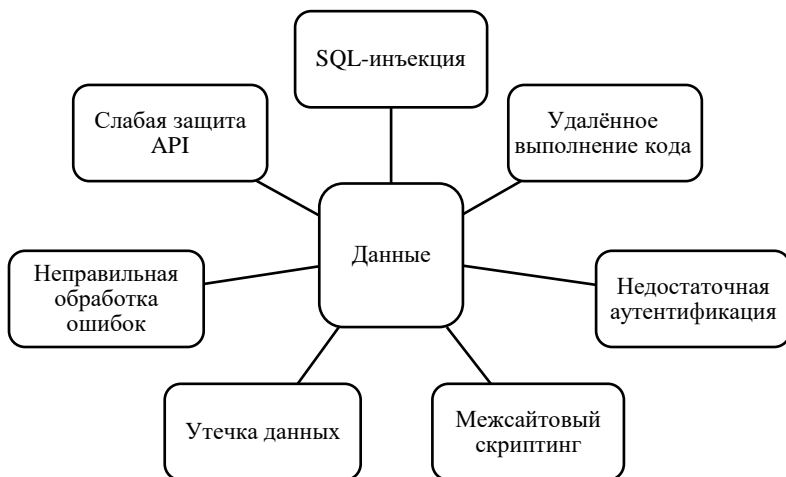 SQL-инъекция
Слабая защита
API
Удалённое
выполнение кода
Данные
Неправильная
обработка
ошибок
Недостаточная
аутентификация
Утечка данных
Межсайтовый
скриптинг